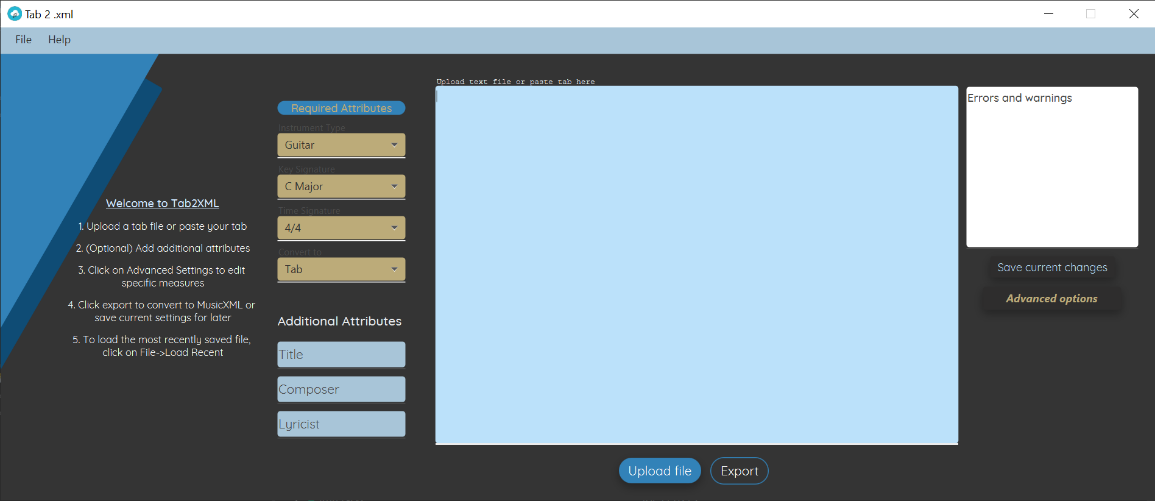 Tab 2 .xml
File Help
Welcome to Tab2XML
1. Upload a tab file or paste your tab
2. (Optional) Add additional attributes
3. Click on Advanced Settings to edit
specific measures
4. Click export to convert to MusicXML or
save current settings for later
5. To load the most recently saved file,
click on File->Load Recent
Required Attributes
Instrument Type
Guitar
Key Signature
C Major
Time Signature
4/4
Convert to
Tab
Additional Attributes
Title
Composer
Lyricist
Upload text file or paste tab here
Upload file
Export
Errors and warnings
Save current changes
Advanced options